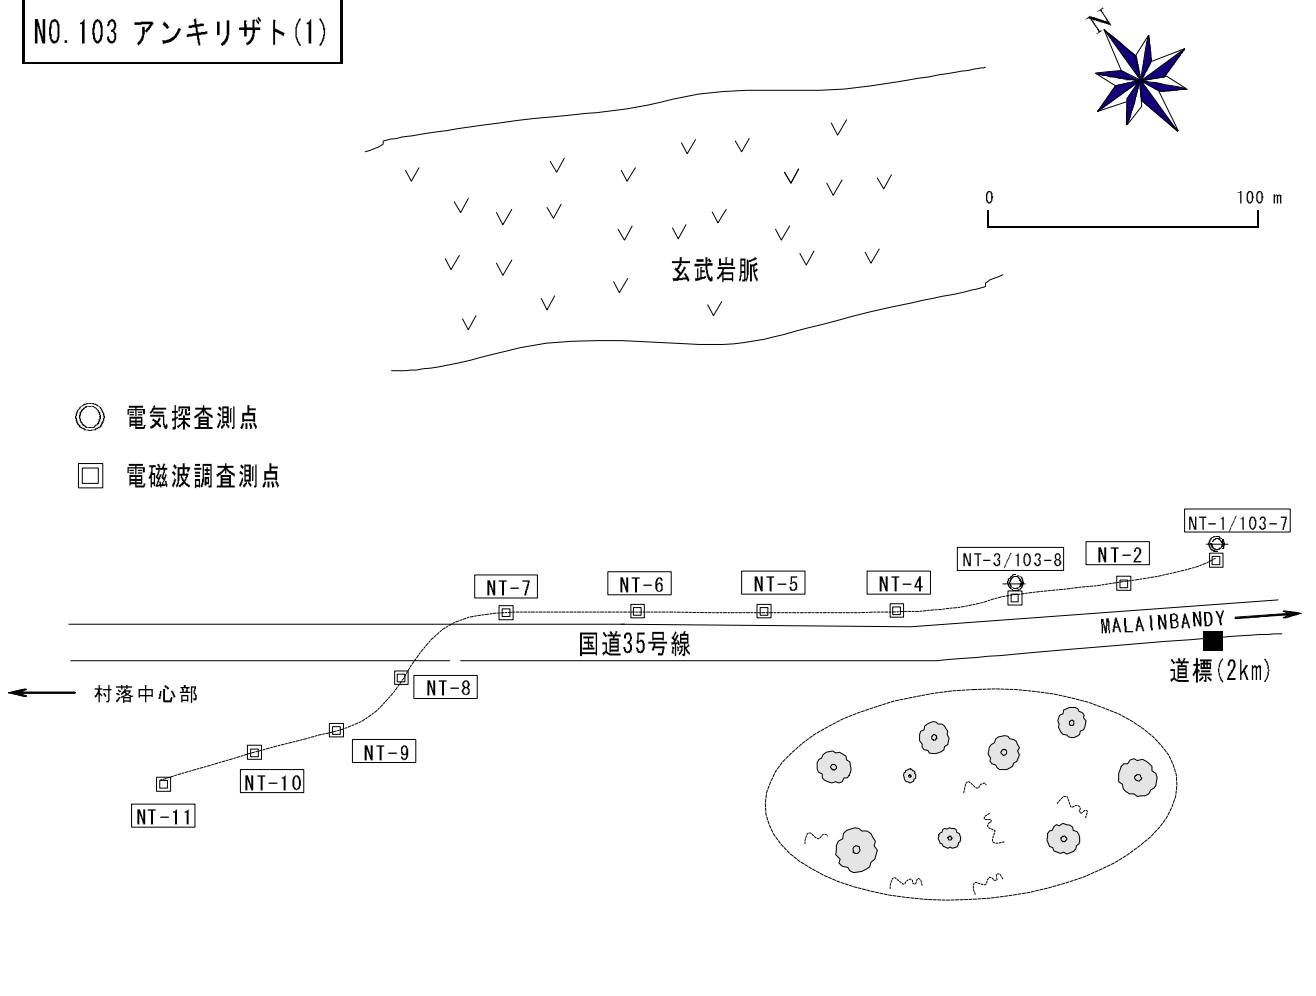 NO.103 アンキリザト(1)
N
0 100 m
玄武岩脈
電気探査測点
電磁波調査測点
NT-1/103-7
NT-2
NT-3/103-8
NT-4
NT-5
NT-6
NT-7
MALAINBANDY
国道35号線
道標(2km)
村落中心部
NT-8
NT-9
NT-10
NT-11